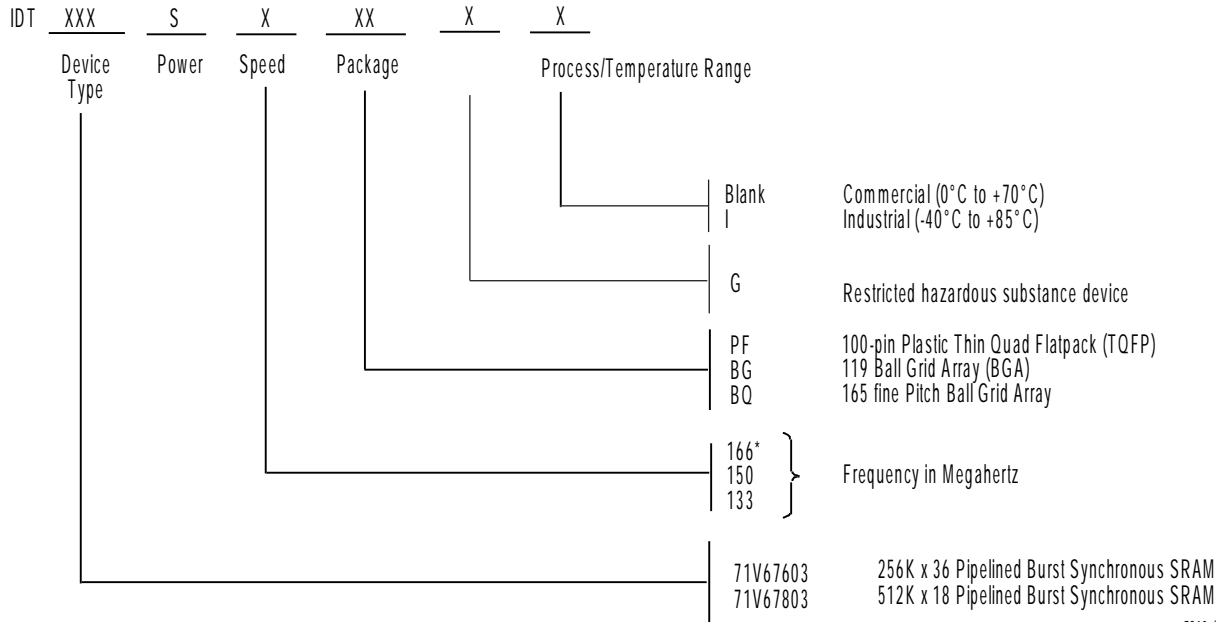 IDT XXX S X XX X X
Device Type Power Speed Package Process/Temperature Range
Blank Commercial (0°C to +70°C)
I Industrial (-40°C to +85°C)
G Restricted hazardous substance device
PF 100-pin Plastic Thin Quad Flatpack (TQFP)
BG 119 Ball Grid Array (BGA)
BQ 165 fine Pitch Ball Grid Array
166*
150 Frequency in Megahertz
133
71V67603 256K x 36 Pipelined Burst Synchronous SRAM
71V67803 512K x 18 Pipelined Burst Synchronous SRAM